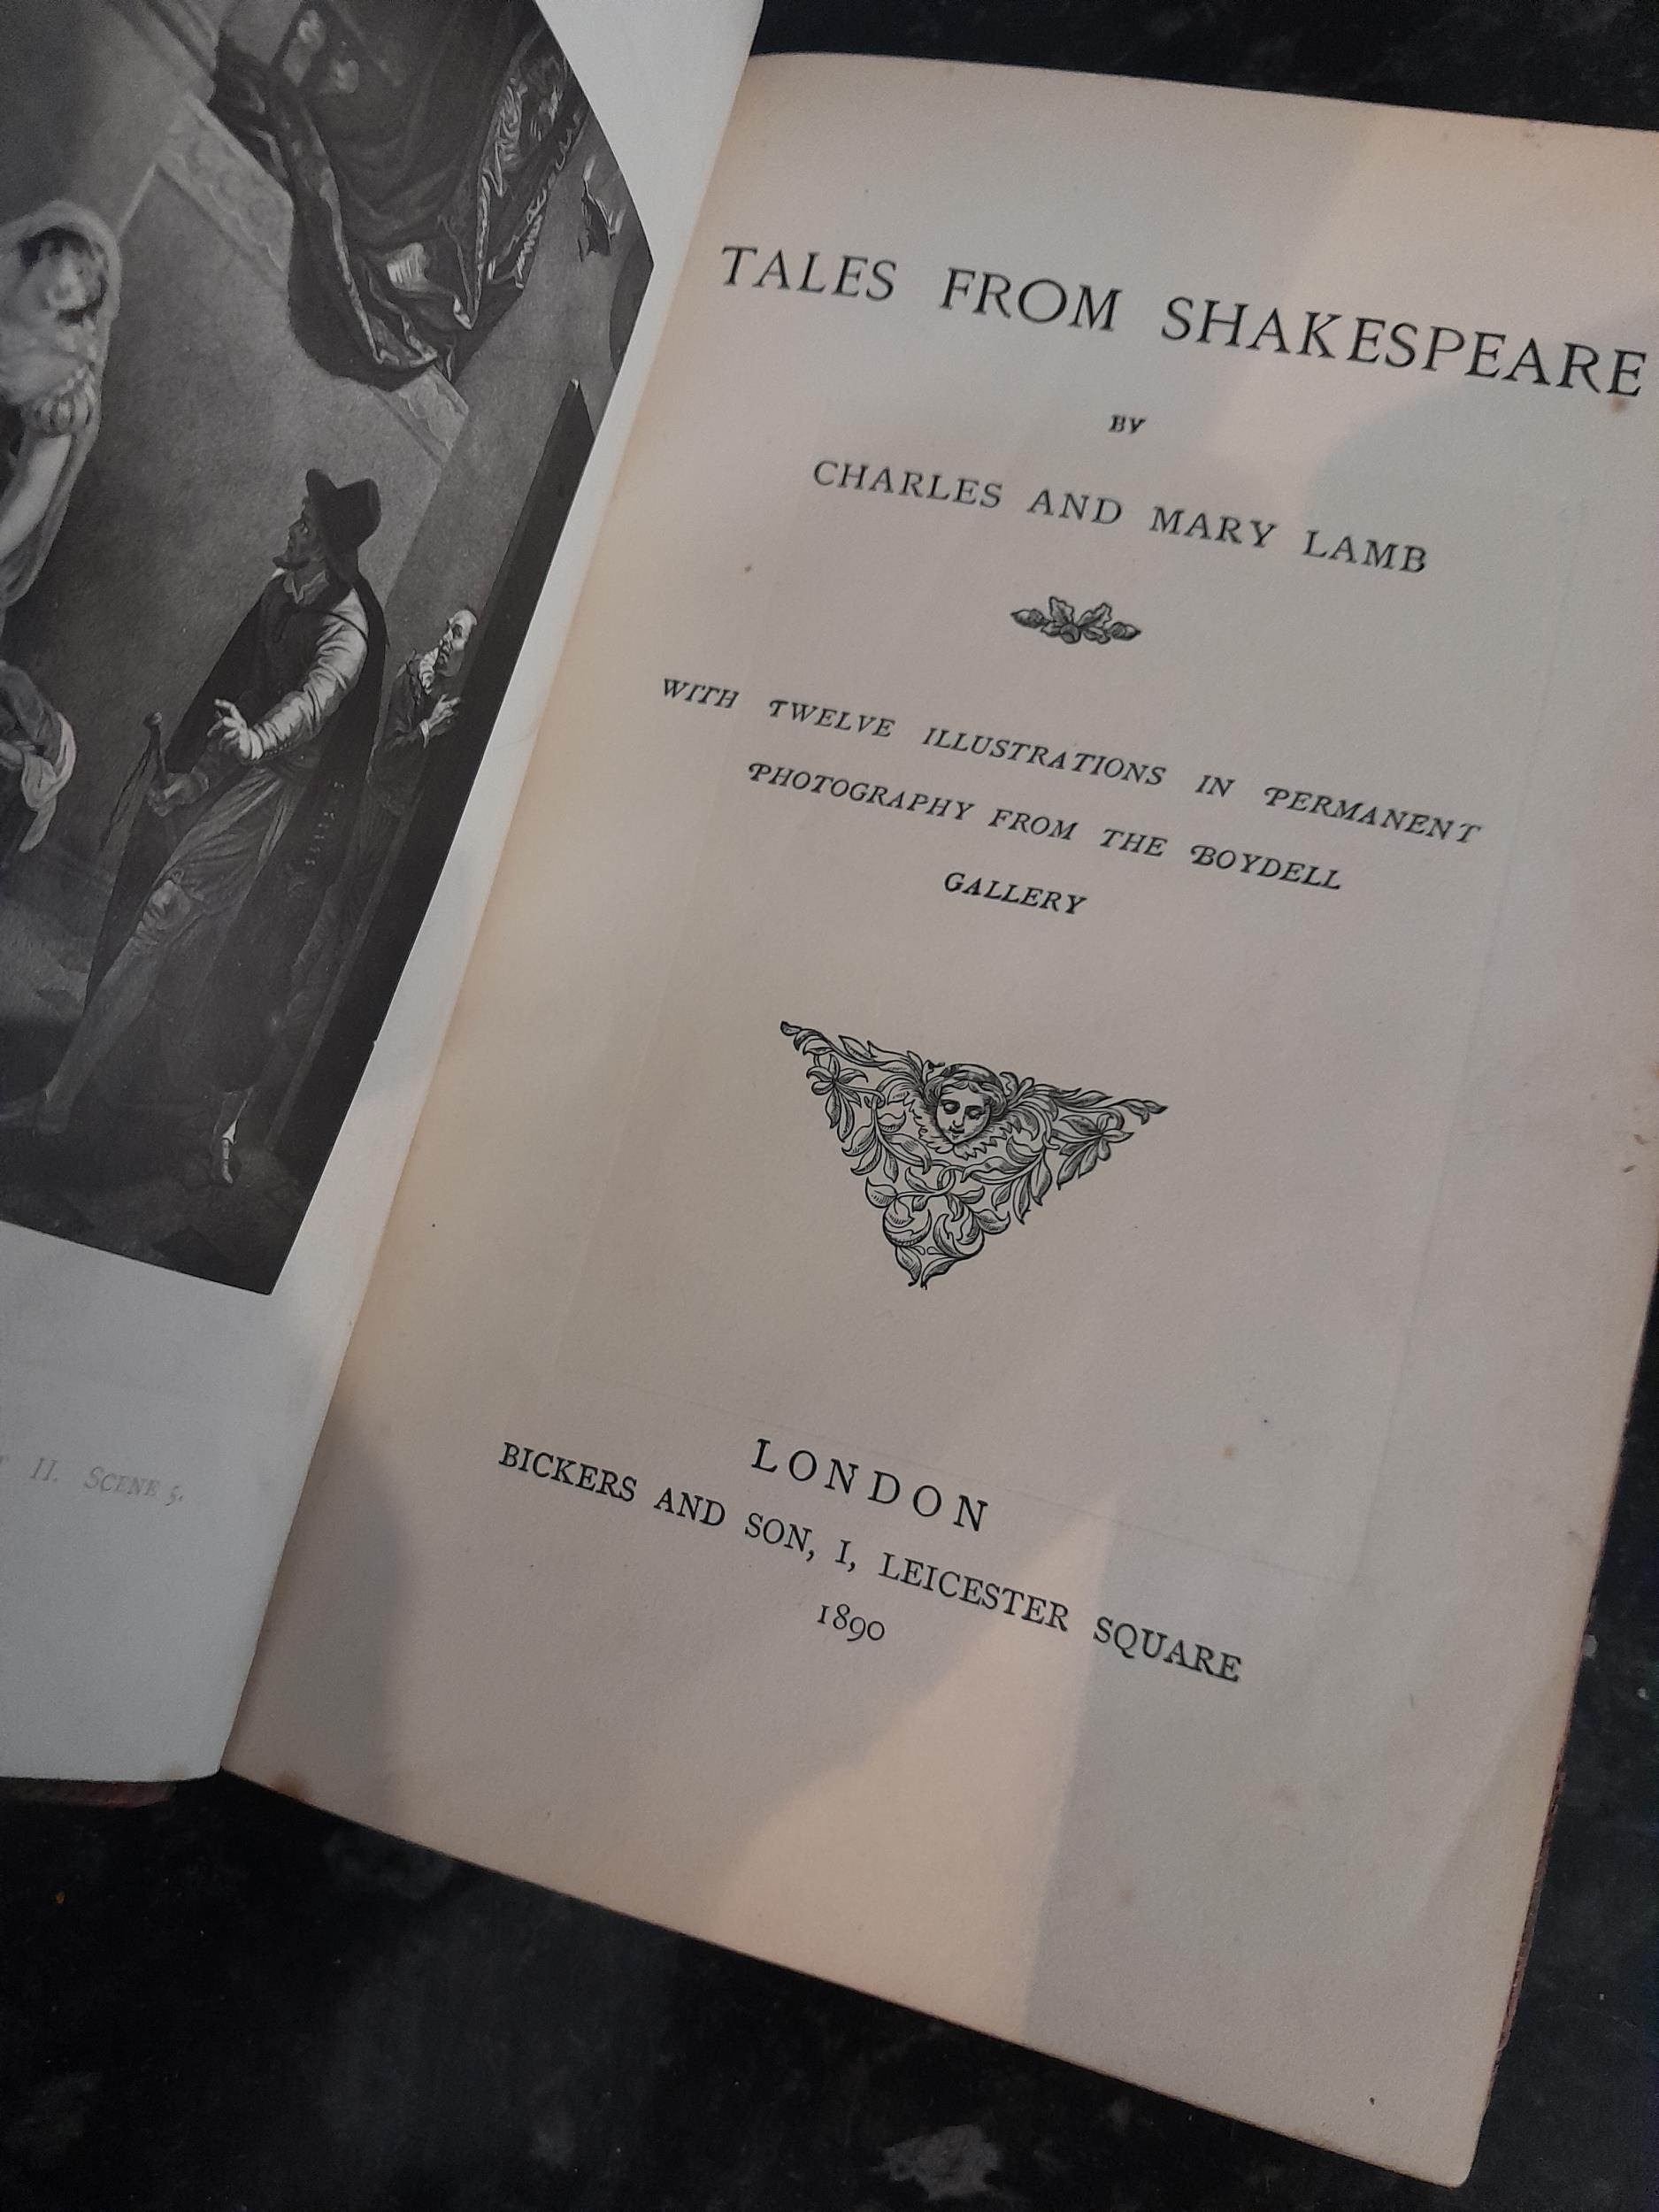 II. SCENE 5.
TALES FROM SHAKESPEARE
BY
CHARLES AND MARY LAMB
WITH TWELVE ILLUSTRATIONS IN PERMANENT
PHOTOGRAPHY FROM THE BOYDELL
GALLERY
LONDON
BICKERS AND SON, 1, LEICESTER SQUARE
1890